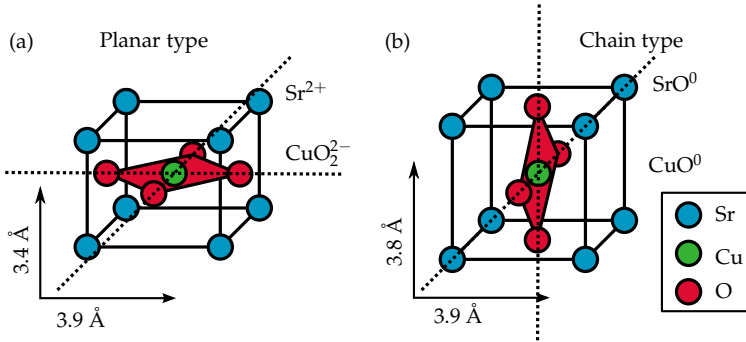 (a) Planar type
Sr²⁺
CuO₂²⁻
3.4 Å
3.9 Å
(b) Chain type
SrO⁰
CuO⁰
3.8 Å
3.9 Å
Sr
Cu
O